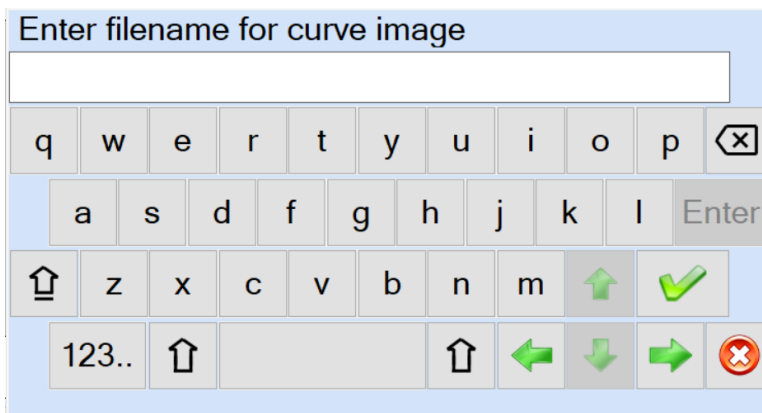 Enter filename for curve image
q w e r t y u i o p
a s d f g h j k l Enter
z x c v b n m
123..